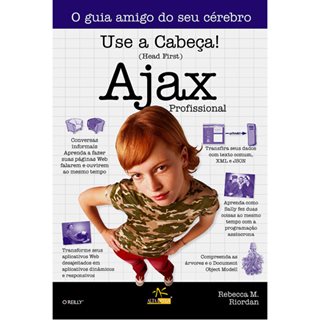 O guia amigo do seu cérebro
Use a Cabeça!
(Head First)
Ajax
Profissional
Conversas
informais
Aprenda a fazer
suas páginas Web
falarem e ouvirem
ao mesmo tempo
Transfira seus dados
com texto comum,
XML e JSON
Aprenda como
Sally fez duas
coisas ao mesmo
tempo com a
programação
assíncrona
Transforme seus
aplicativos Web
desajeitados em
aplicativos dinâmicos
e responsivos
Compreenda as
árvores e o Document
Object Model!
O'REILLY®
ALTA BOOKS
Rebecca M.
Riordan